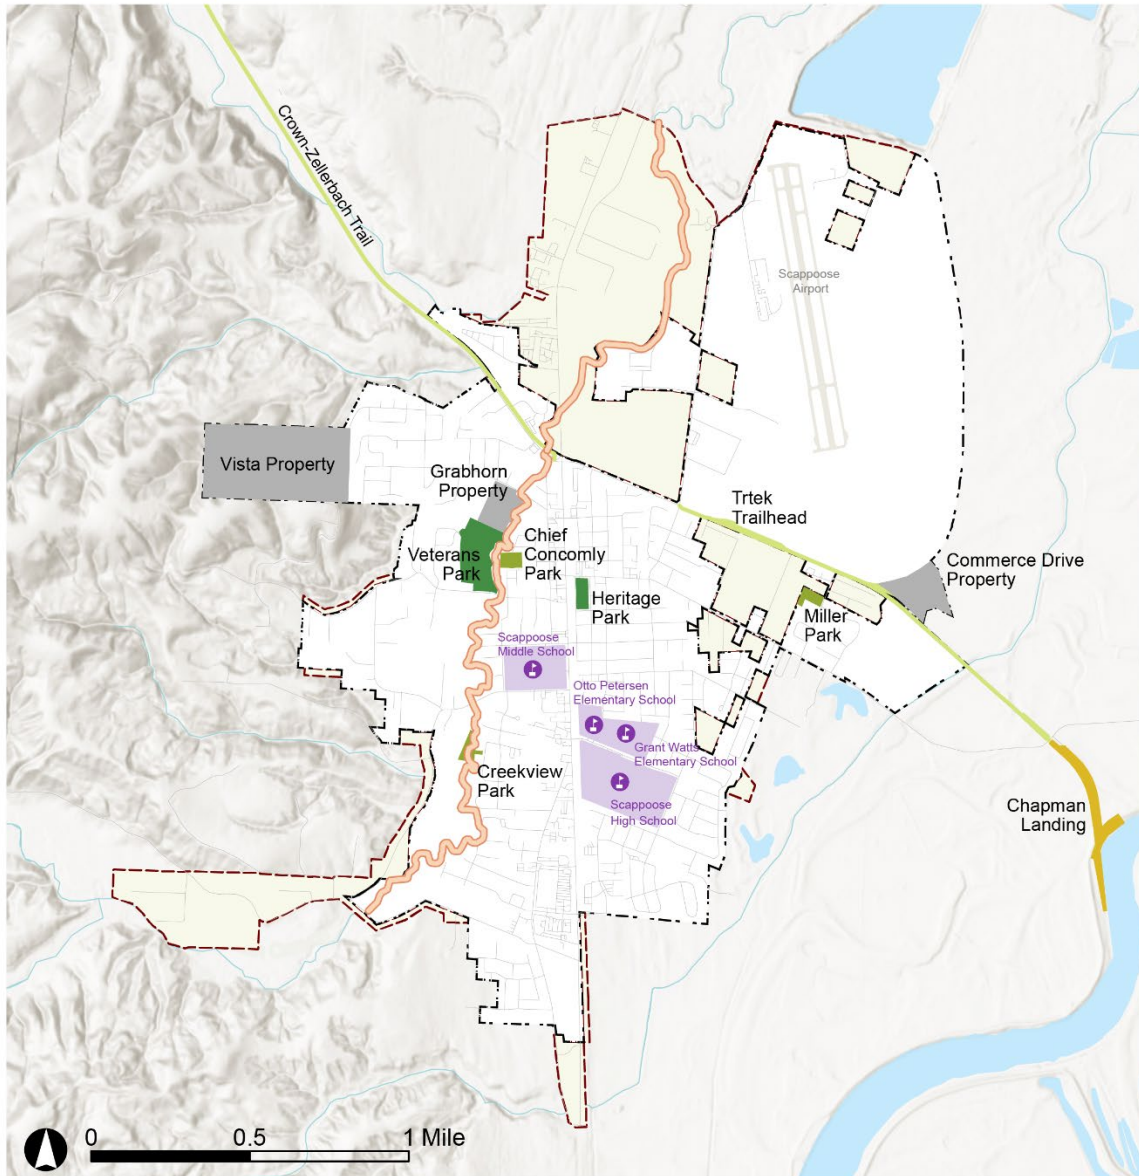 Crown-Zellerbach Trail
Scappoose
Airport
Vista Property
Grabhorn
Property
Trtek
Trailhead
Chief
Concomly
Park
Veterans
Park
Commerce Drive
Property
Heritage
Park
Miller
Park
Scappoose
Middle School
Otto Petersen
Elementary School
Grant Watts
Elementary School
Creekview
Park
Scappoose
High School
Chapman
Landing
0 0.5 1 Mile